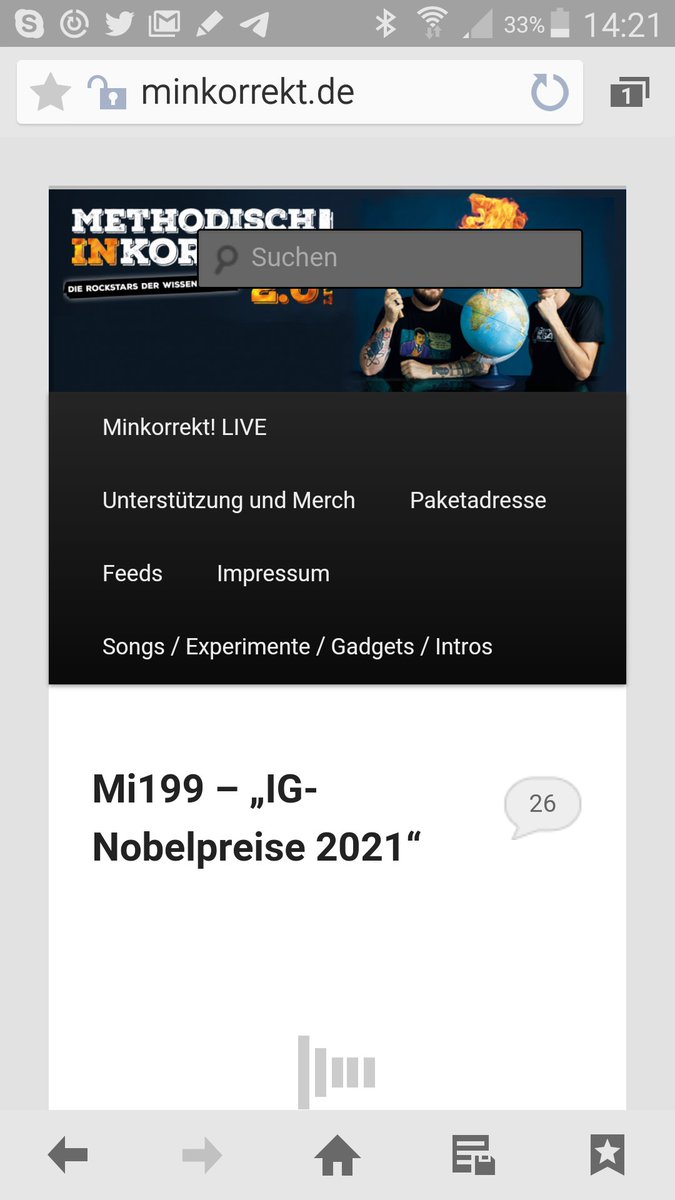 33% 14:21
minkorrekt.de 1
METHODISCH
INKOR
Suchen
DIE ROCKSTARS DER WISSEN
2.0
Minkorrekt! LIVE
Unterstützung und Merch Paketadresse
Feeds Impressum
Songs / Experimente / Gadgets / Intros
Mi199 – „IG-
Nobelpreise 2021“
26